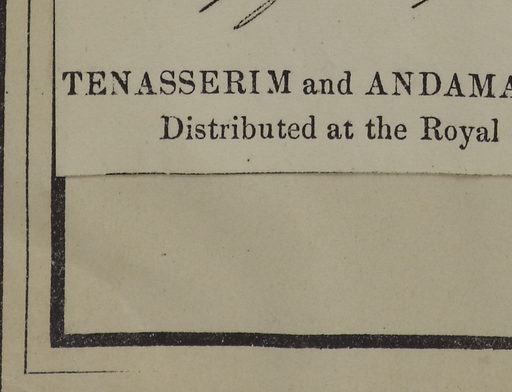 TENASSERIM and ANDAMA
Distributed at the Royal